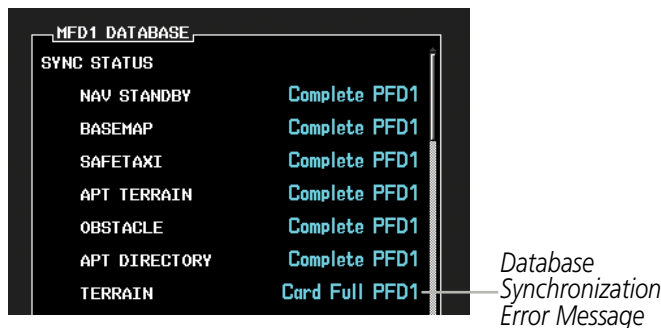 MFD1 DATABASE
SYNC STATUS
NAV STANDBY Complete PFD1
BASEMAP Complete PFD1
SAFETAXI Complete PFD1
APT TERRAIN Complete PFD1
OBSTACLE Complete PFD1
APT DIRECTORY Complete PFD1
TERRAIN Card Full PFD1
Database
Synchronization
Error Message